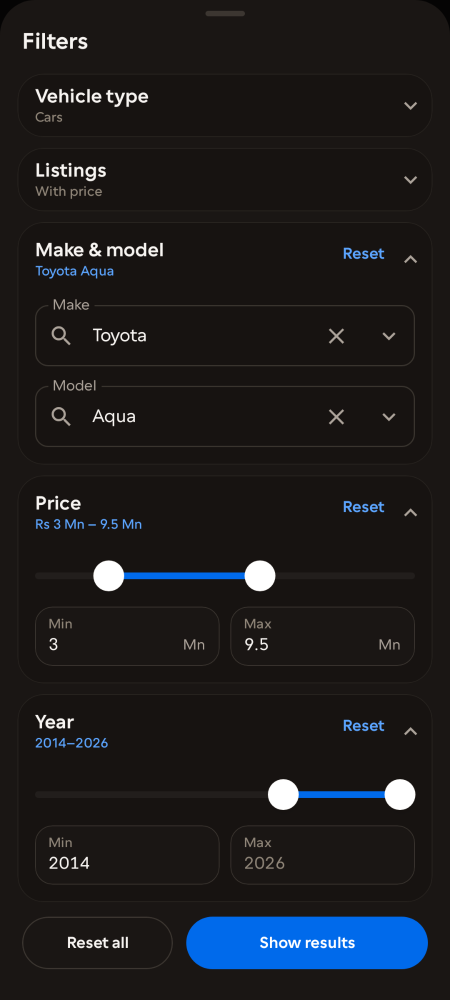 Filters
Vehicle type
Cars
Listings
With price
Make & model
Toyota Aqua
Reset
Make
Toyota
Model
Aqua
Price
Rs 3 Mn – 9.5 Mn
Reset
Min
3 Mn
Max
9.5 Mn
Year
2014–2026
Reset
Min
2014
Max
2026
Reset all
Show results